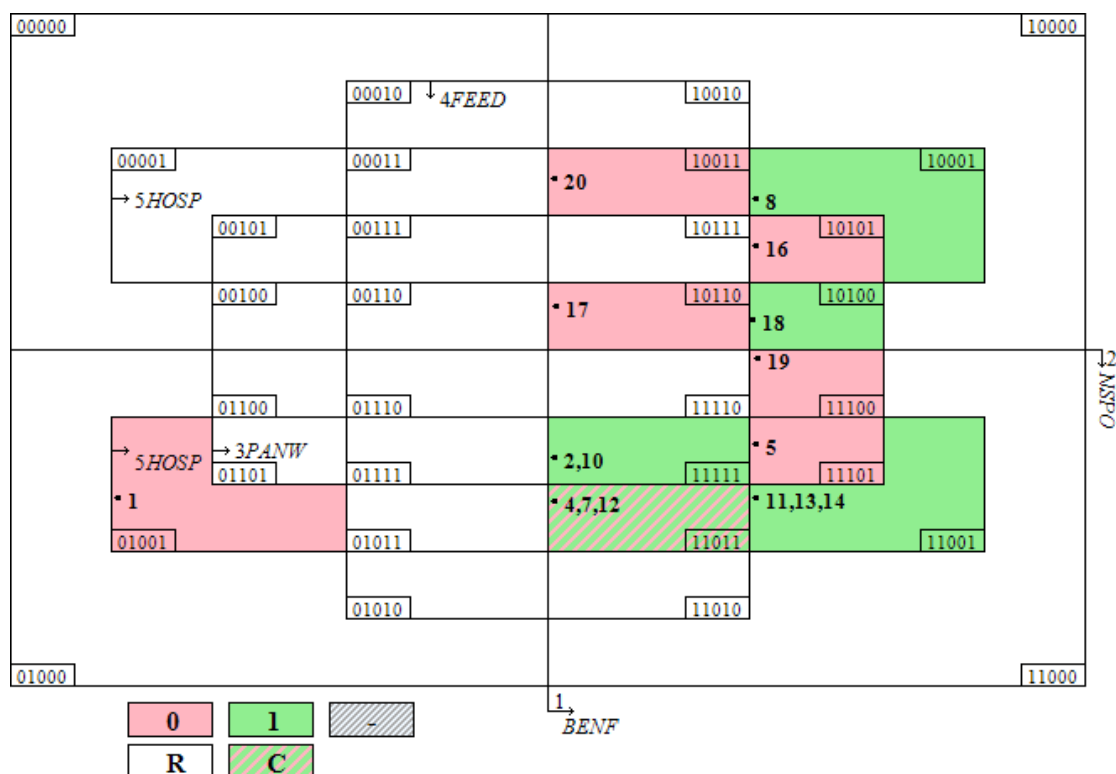 00000 10000
00010 4FEED 10010
00001 00011 10011 10001
20
5HOSP 8
00101 00111 10111 10101
16
00100 00110 10110 10100
17 18
19 2
NSPO
01100 01110 11110 11100
5HOSP 3PANW 2,10 5
01101 01111 11111 11101
1 4,7,12 11,13,14
01001 01011 11011 11001
01010 11010
01000 11000
1
BENF
0 1 -
R C